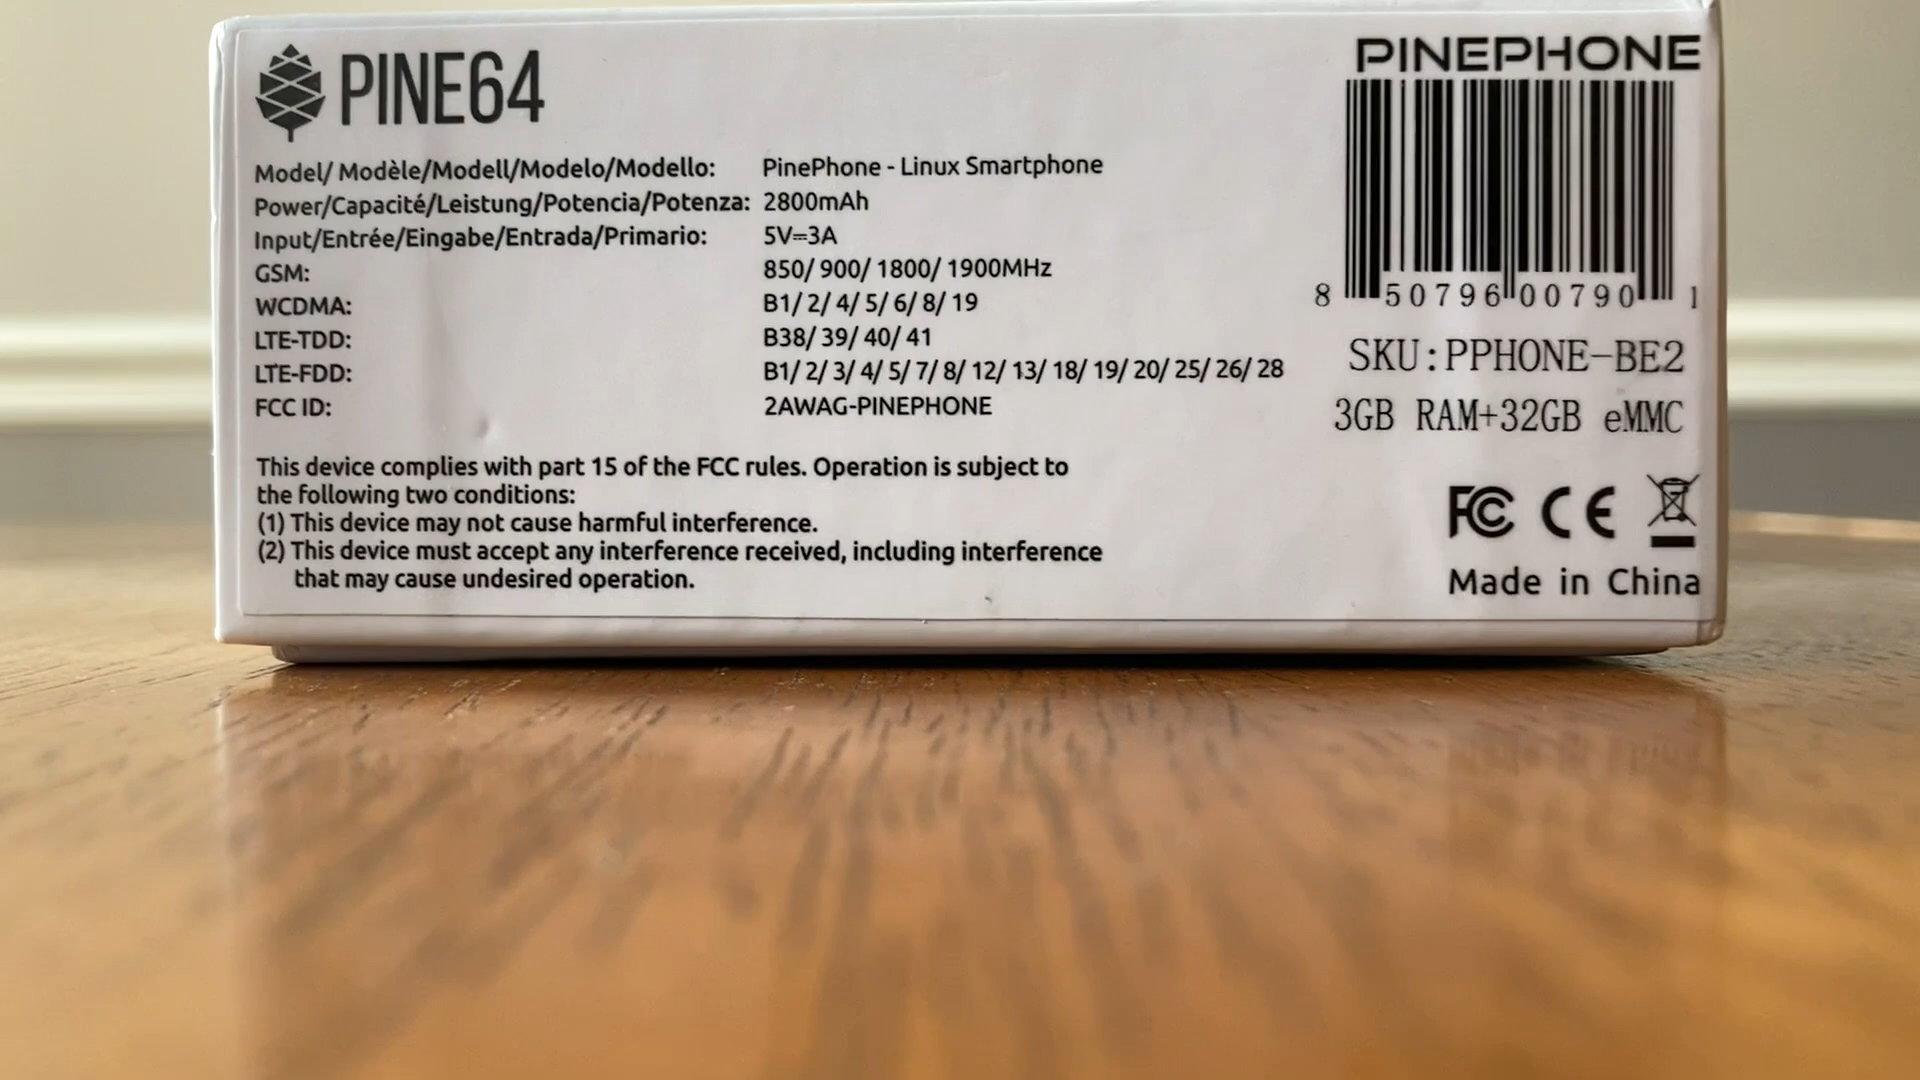 PINE64
Model/ Modèle/Modell/Modelo/Modello: PinePhone - Linux Smartphone
Power/Capacité/Leistung/Potencia/Potenza: 2800mAh
Input/Entrée/Eingabe/Entrada/Primario: 5V⎓3A
GSM: 850/ 900/ 1800/ 1900MHz
WCDMA: B1/ 2/ 4/ 5/ 6/ 8/ 19
LTE-TDD: B38/ 39/ 40/ 41
LTE-FDD: B1/ 2/ 3/ 4/ 5/ 7/ 8/ 12/ 13/ 18/ 19/ 20/ 25/ 26/ 28
FCC ID: 2AWAG-PINEPHONE
This device complies with part 15 of the FCC rules. Operation is subject to
the following two conditions:
(1) This device may not cause harmful interference.
(2) This device must accept any interference received, including interference
that may cause undesired operation.
PINEPHONE
8 50796 00790 1
SKU:PPHONE-BE2
3GB RAM+32GB eMMC
FC CE
Made in China